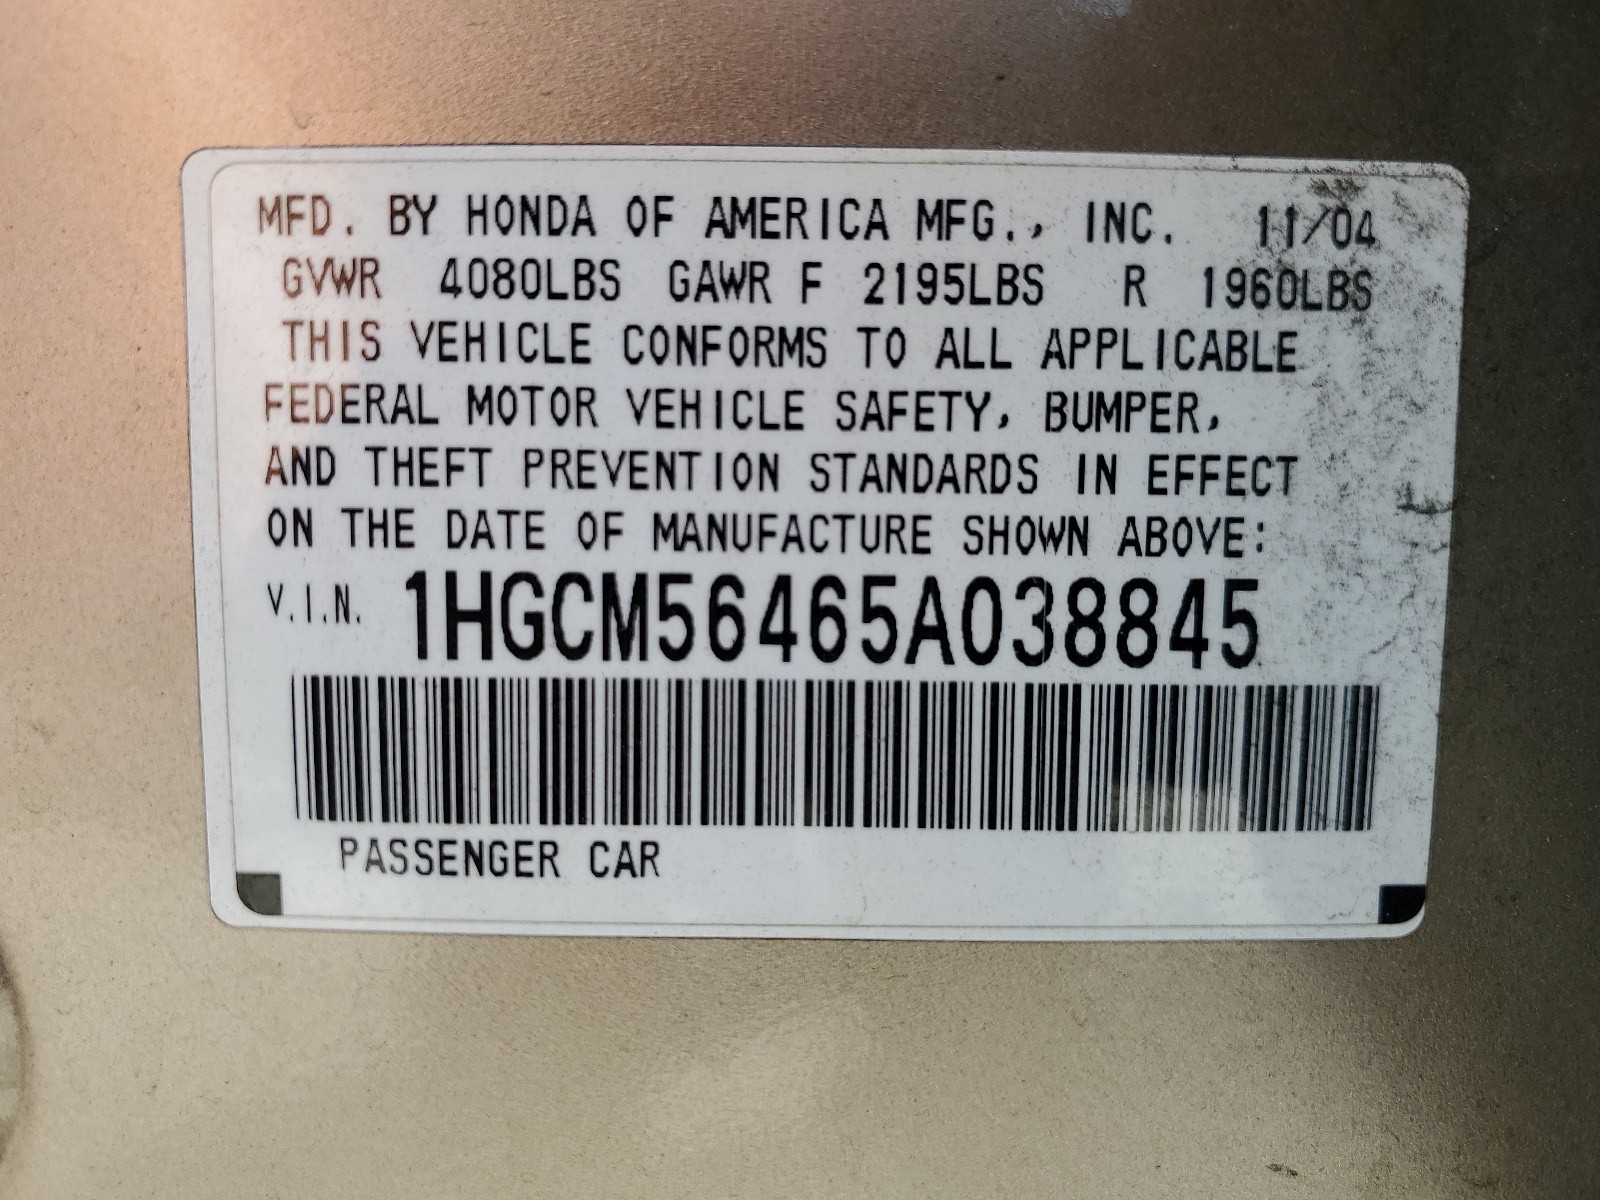 MFD. BY HONDA OF AMERICA MFG., INC. 11/04
GVWR 4080LBS GAWR F 2195LBS R 1960LBS
THIS VEHICLE CONFORMS TO ALL APPLICABLE
FEDERAL MOTOR VEHICLE SAFETY, BUMPER,
AND THEFT PREVENTION STANDARDS IN EFFECT
ON THE DATE OF MANUFACTURE SHOWN ABOVE:
V.I.N. 1HGCM56465A038845
PASSENGER CAR